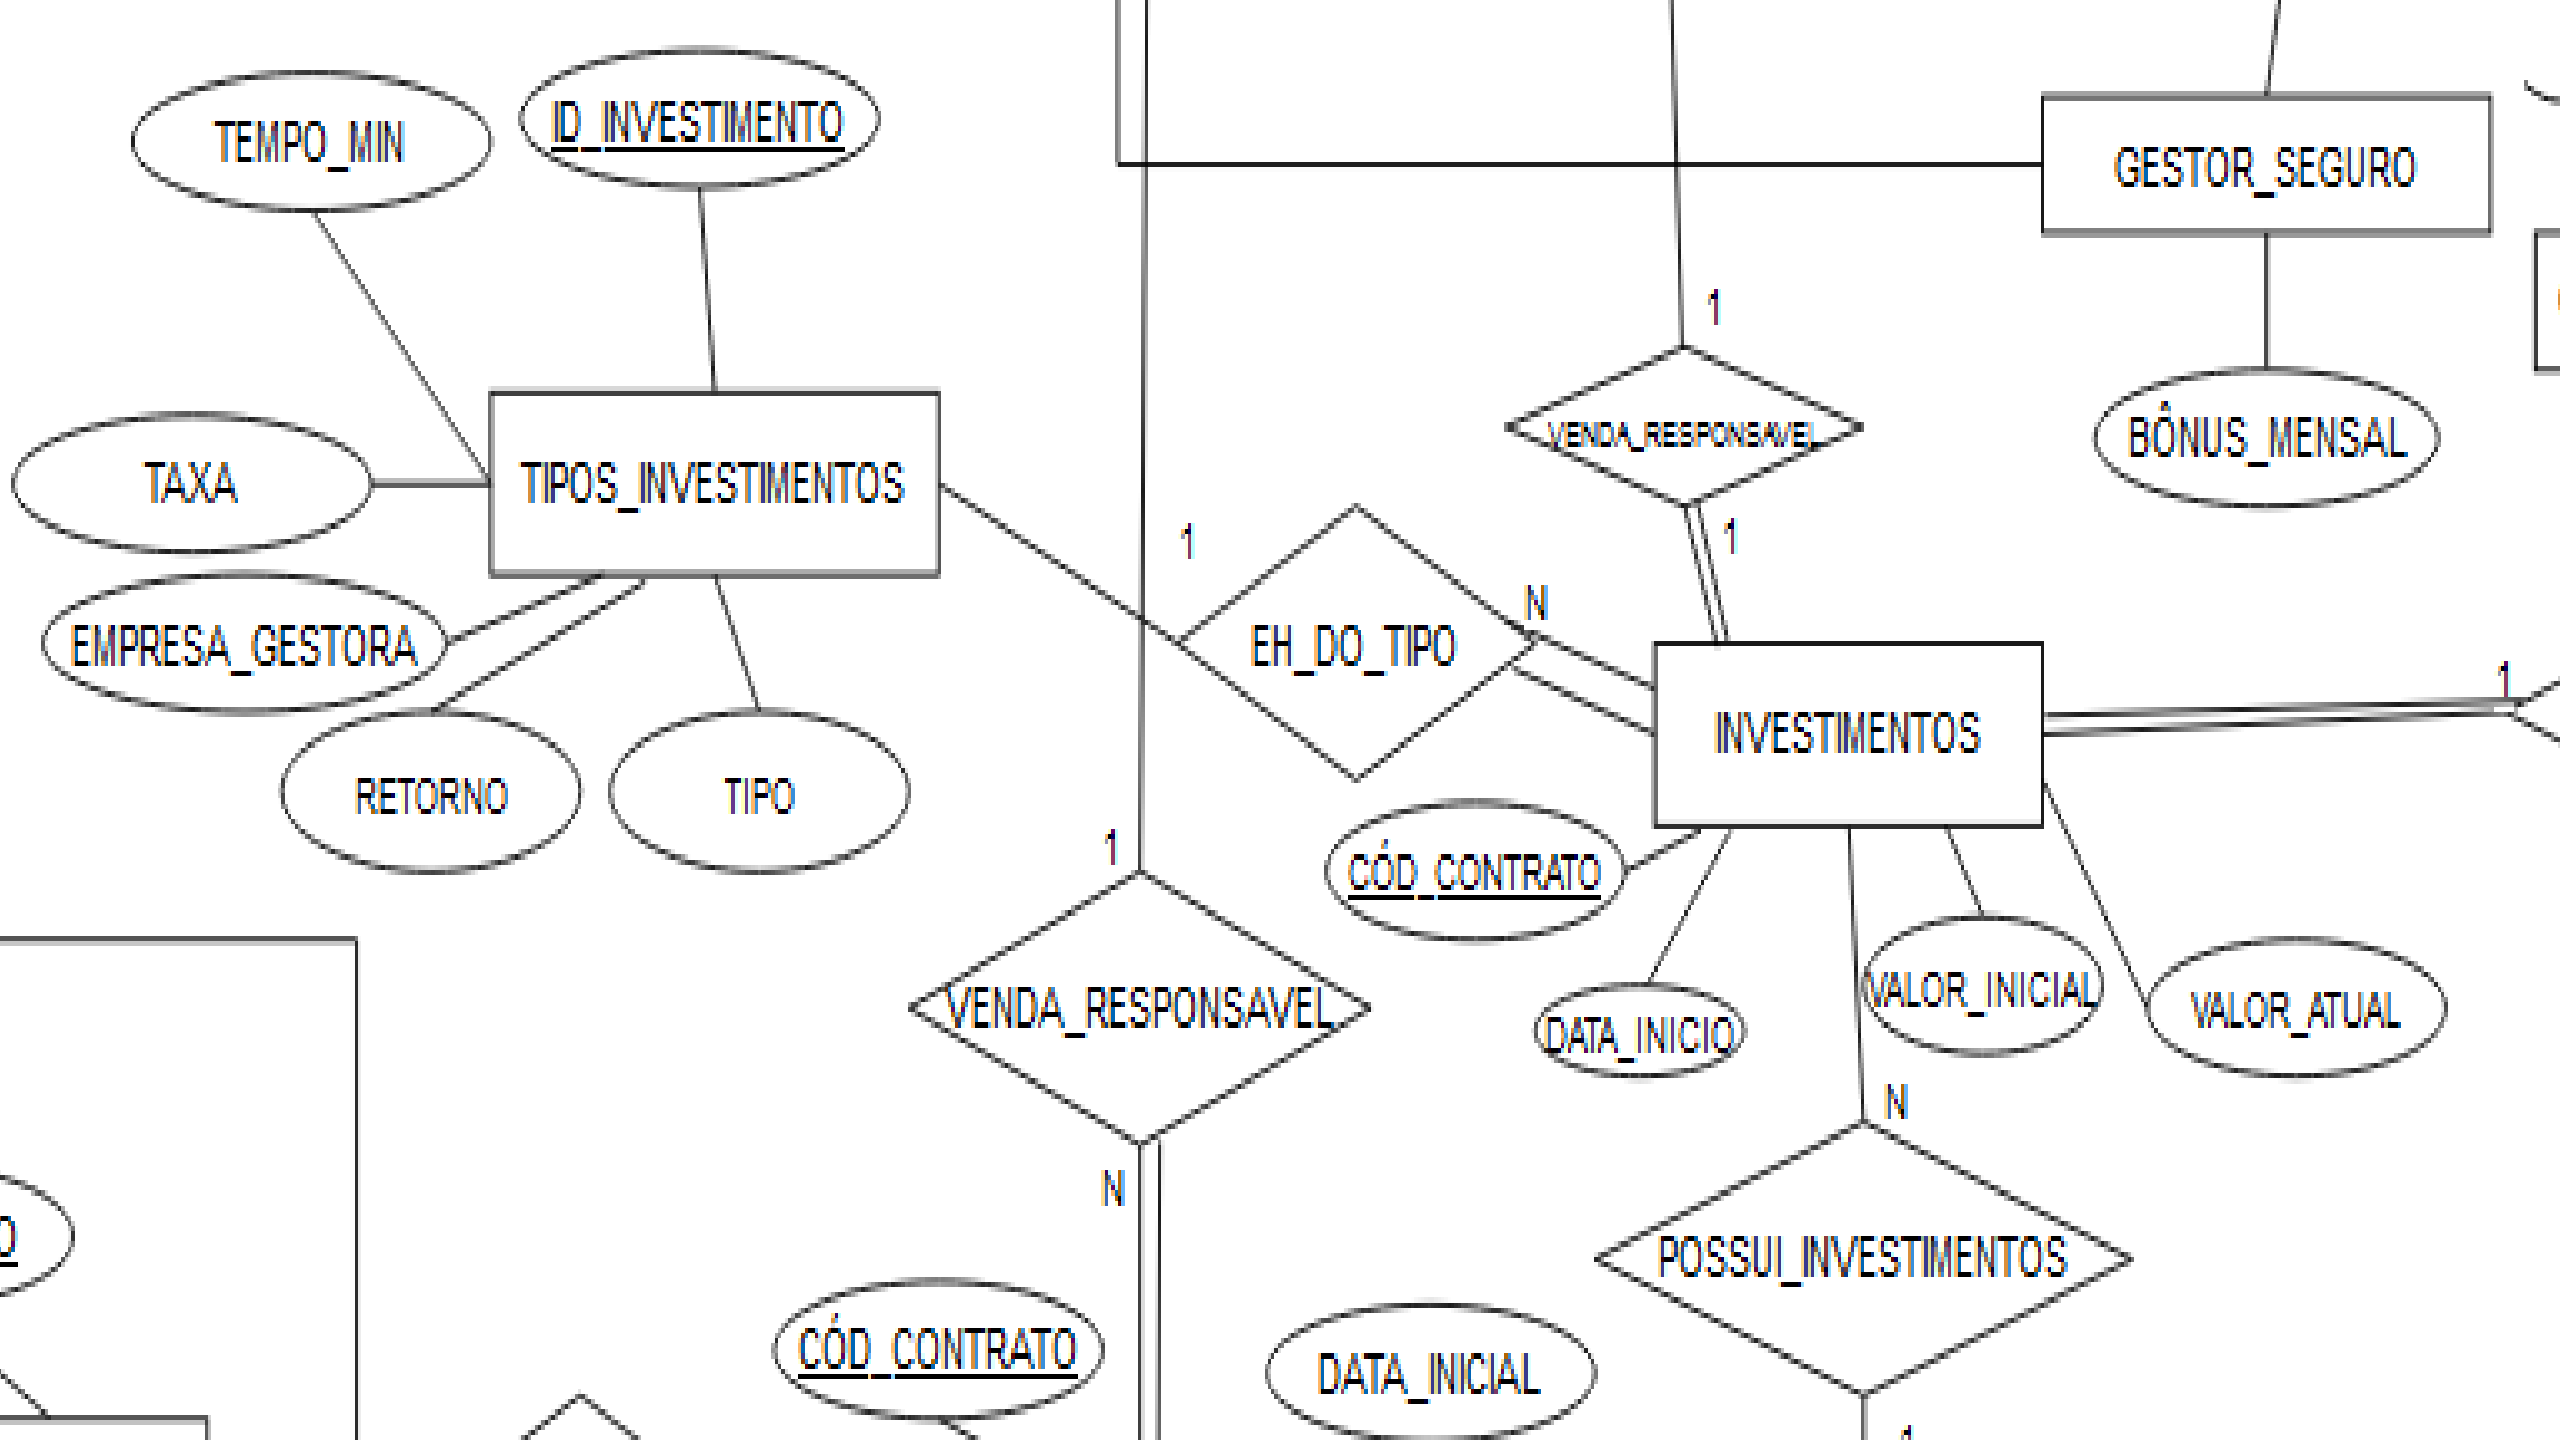 TEMPO_MIN
ID_INVESTIMENTO
GESTOR_SEGURO
1
VENDA_RESPONSAVEL
BÔNUS_MENSAL
TAXA
TIPOS_INVESTIMENTOS
1
1
N
EMPRESA_GESTORA
EH_DO_TIPO
INVESTIMENTOS
1
RETORNO
TIPO
1
CÓD_CONTRATO
VENDA_RESPONSAVEL
DATA_INICIO
VALOR_INICIAL
VALOR_ATUAL
N
N
POSSUI_INVESTIMENTOS
CÓD_CONTRATO
DATA_INICIAL
1